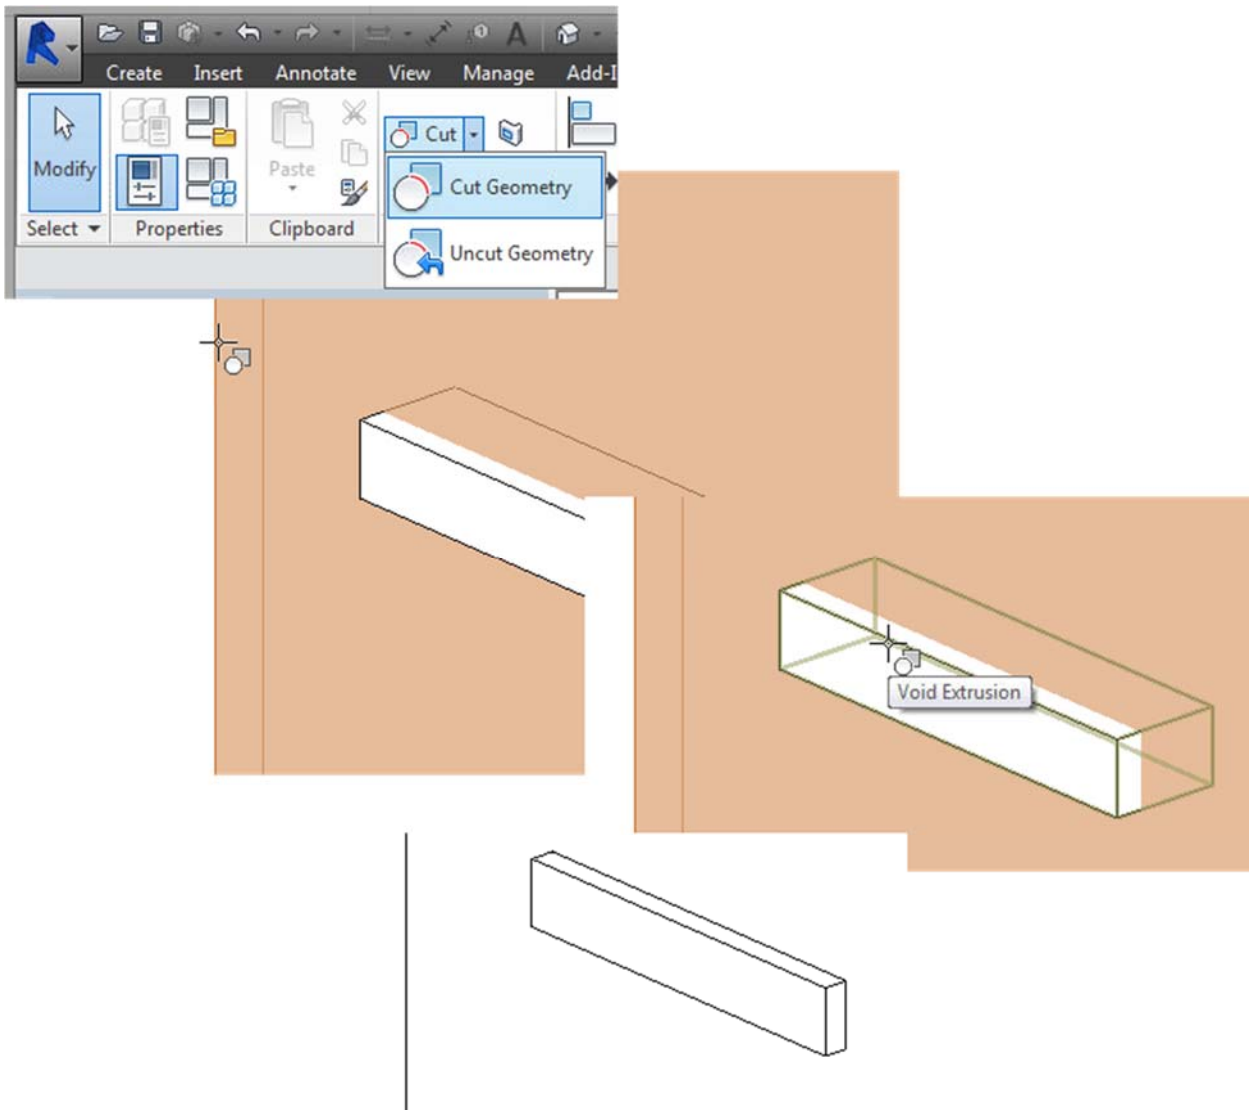 Create Insert Annotate View Manage Add-I
Cut
Modify
Paste
Cut Geometry
Select Properties Clipboard
Uncut Geometry
Void Extrusion